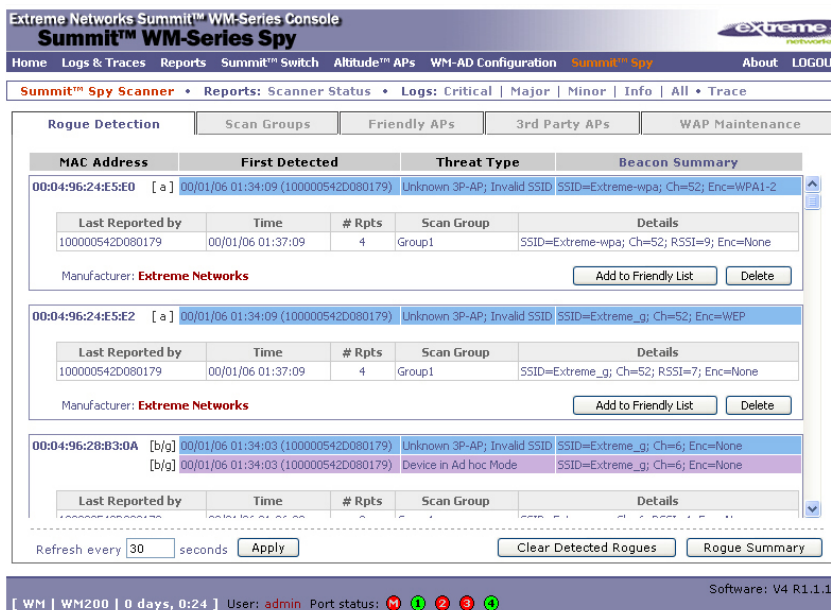 Extreme Networks Summit™ WM-Series Console
Summit™ WM-Series Spy
extreme
networks
Home Logs & Traces Reports Summit™ Switch Altitude™ APs WM-AD Configuration Summit™ Spy About LOGOU
Summit™ Spy Scanner • Reports: Scanner Status • Logs: Critical | Major | Minor | Info | All • Trace
Rogue Detection Scan Groups Friendly APs 3rd Party APs WAP Maintenance
MAC Address First Detected Threat Type Beacon Summary
00:04:96:24:E5:E0 [ a ] 00/01/06 01:34:09 (100000542D080179) Unknown 3P-AP; Invalid SSID SSID=Extreme-wpa; Ch=52; Enc=WPA1-2
Last Reported by Time # Rpts Scan Group Details
100000542D080179 00/01/06 01:37:09 4 Group1 SSID=Extreme-wpa; Ch=52; RSSI=9; Enc=None
Manufacturer: Extreme Networks Add to Friendly List Delete
00:04:96:24:E5:E2 [ a ] 00/01/06 01:34:09 (100000542D080179) Unknown 3P-AP; Invalid SSID SSID=Extreme_g; Ch=52; Enc=WEP
Last Reported by Time # Rpts Scan Group Details
100000542D080179 00/01/06 01:37:09 4 Group1 SSID=Extreme_g; Ch=52; RSSI=7; Enc=None
Manufacturer: Extreme Networks Add to Friendly List Delete
00:04:96:28:B3:0A [b/g] 00/01/06 01:34:03 (100000542D080179) Unknown 3P-AP; Invalid SSID SSID=Extreme_g; Ch=6; Enc=None
[b/g] 00/01/06 01:34:03 (100000542D080179) Device in Ad hoc Mode SSID=Extreme_g; Ch=6; Enc=None
Last Reported by Time # Rpts Scan Group Details
Refresh every 30 seconds Apply Clear Detected Rogues Rogue Summary
Software: V4 R1.1.1
[ WM | WM200 | 0 days, 0:24 ] User: admin Port status: M 1 2 3 4